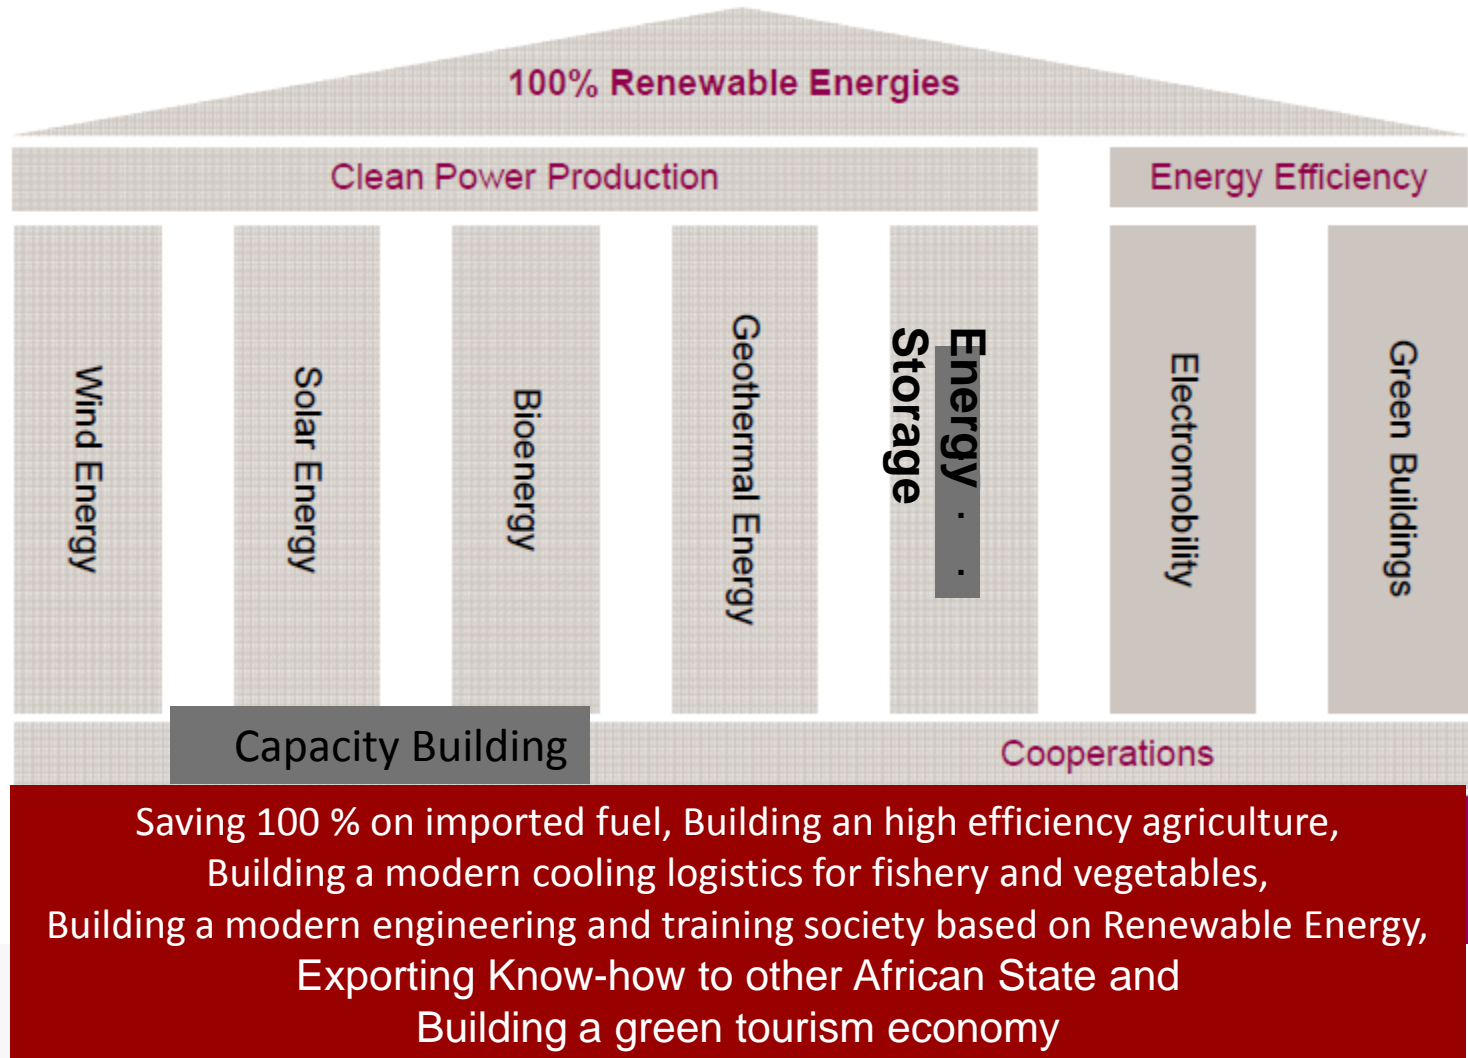 100% Renewable Energies
Clean Power Production
Energy Efficiency
Wind Energy
Solar Energy
Bioenergy
Geothermal Energy
Energy . .
Storage
Electromobility
Green Buildings
Capacity Building
Cooperations
Saving 100 % on imported fuel, Building an high efficiency agriculture,
Building a modern cooling logistics for fishery and vegetables,
Building a modern engineering and training society based on Renewable Energy,
Exporting Know-how to other African State and
Building a green tourism economy